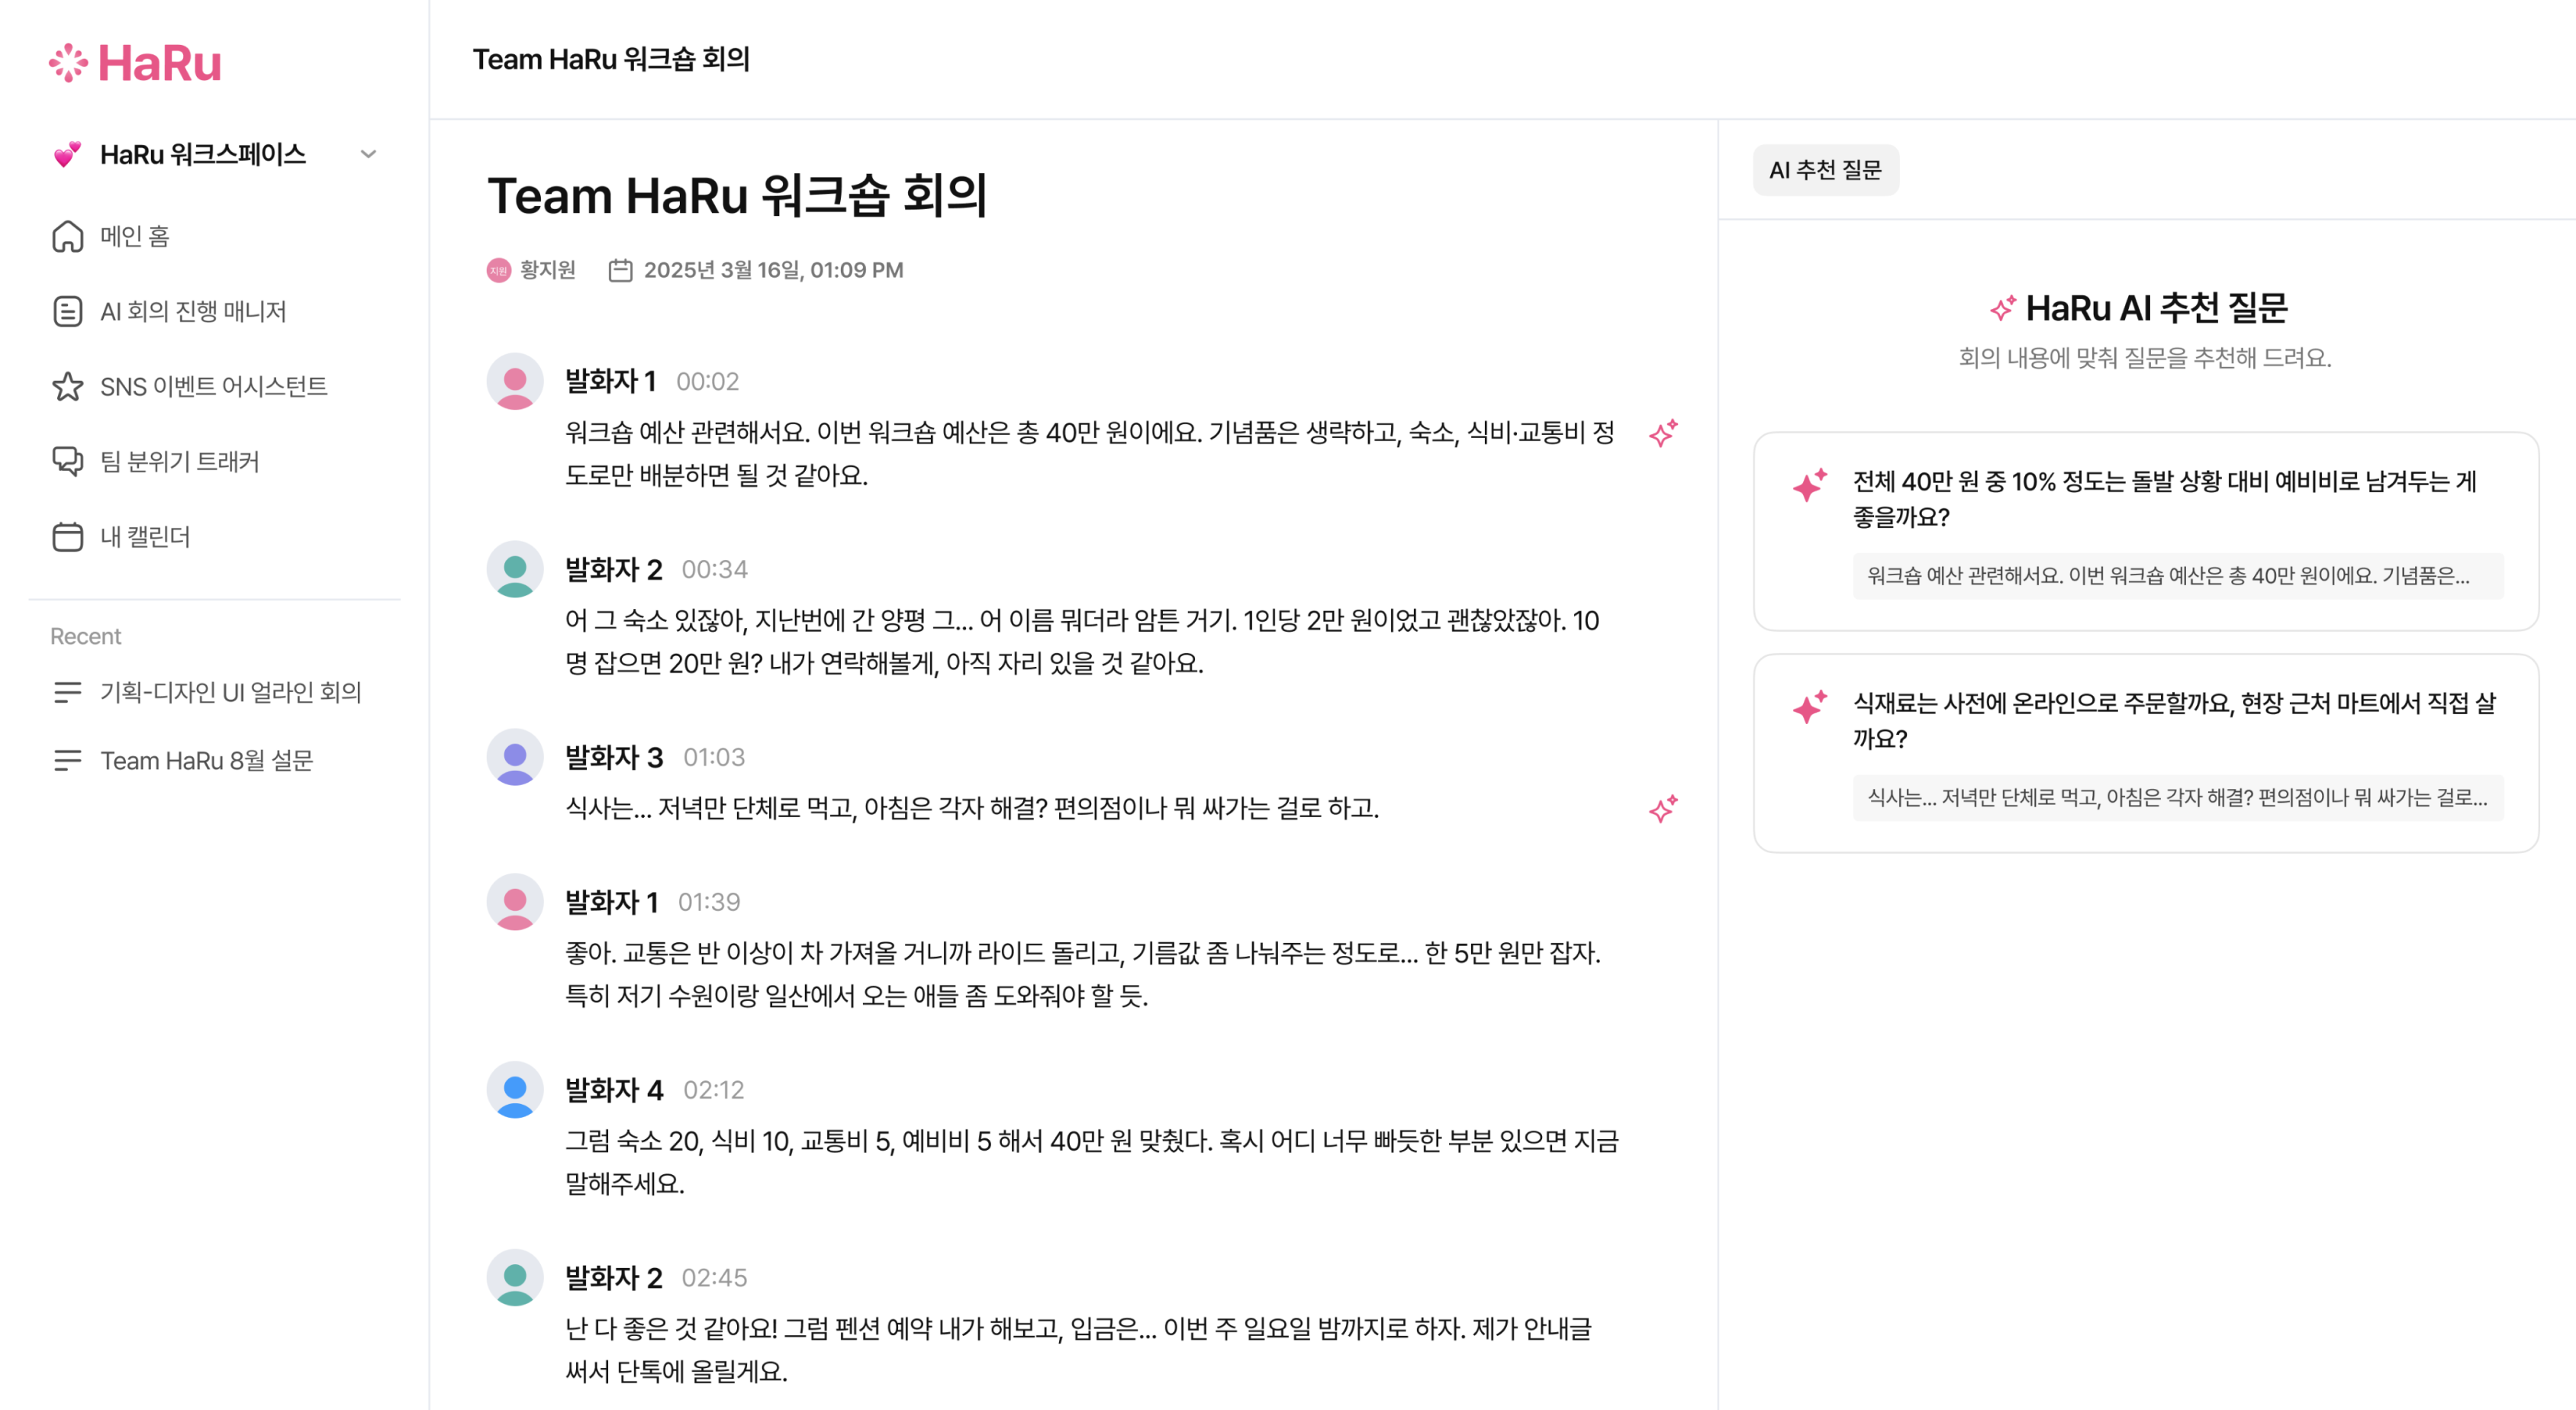 HaRu
HaRu 워크스페이스
메인 홈
AI 회의 진행 매니저
SNS 이벤트 어시스턴트
팀 분위기 트래커
내 캘린더
Recent
기획-디자인 UI 얼라인 회의
Team HaRu 8월 설문
Team HaRu 워크숍 회의
Team HaRu 워크숍 회의
지원 황지원 2025년 3월 16일, 01:09 PM
발화자 1 00:02
워크숍 예산 관련해서요. 이번 워크숍 예산은 총 40만 원이에요. 기념품은 생략하고, 숙소, 식비·교통비 정
도로만 배분하면 될 것 같아요.
발화자 2 00:34
어 그 숙소 있잖아, 지난번에 간 양평 그... 어 이름 뭐더라 암튼 거기. 1인당 2만 원이었고 괜찮았잖아. 10
명 잡으면 20만 원? 내가 연락해볼게, 아직 자리 있을 것 같아요.
발화자 3 01:03
식사는... 저녁만 단체로 먹고, 아침은 각자 해결? 편의점이나 뭐 싸가는 걸로 하고.
발화자 1 01:39
좋아. 교통은 반 이상이 차 가져올 거니까 라이드 돌리고, 기름값 좀 나눠주는 정도로... 한 5만 원만 잡자.
특히 저기 수원이랑 일산에서 오는 애들 좀 도와줘야 할 듯.
발화자 4 02:12
그럼 숙소 20, 식비 10, 교통비 5, 예비비 5 해서 40만 원 맞췄다. 혹시 어디 너무 빠듯한 부분 있으면 지금
말해주세요.
발화자 2 02:45
난 다 좋은 것 같아요! 그럼 펜션 예약 내가 해보고, 입금은... 이번 주 일요일 밤까지로 하자. 제가 안내글
써서 단톡에 올릴게요.
AI 추천 질문
HaRu AI 추천 질문
회의 내용에 맞춰 질문을 추천해 드려요.
전체 40만 원 중 10% 정도는 돌발 상황 대비 예비비로 남겨두는 게
좋을까요?
워크숍 예산 관련해서요. 이번 워크숍 예산은 총 40만 원이에요. 기념품은...
식재료는 사전에 온라인으로 주문할까요, 현장 근처 마트에서 직접 살
까요?
식사는... 저녁만 단체로 먹고, 아침은 각자 해결? 편의점이나 뭐 싸가는 걸로...